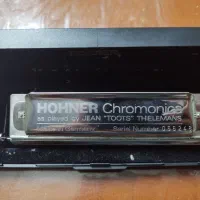 HOHNER Chromonica
as played by JEAN "TOOTS" THIELEMANS
Serial Number